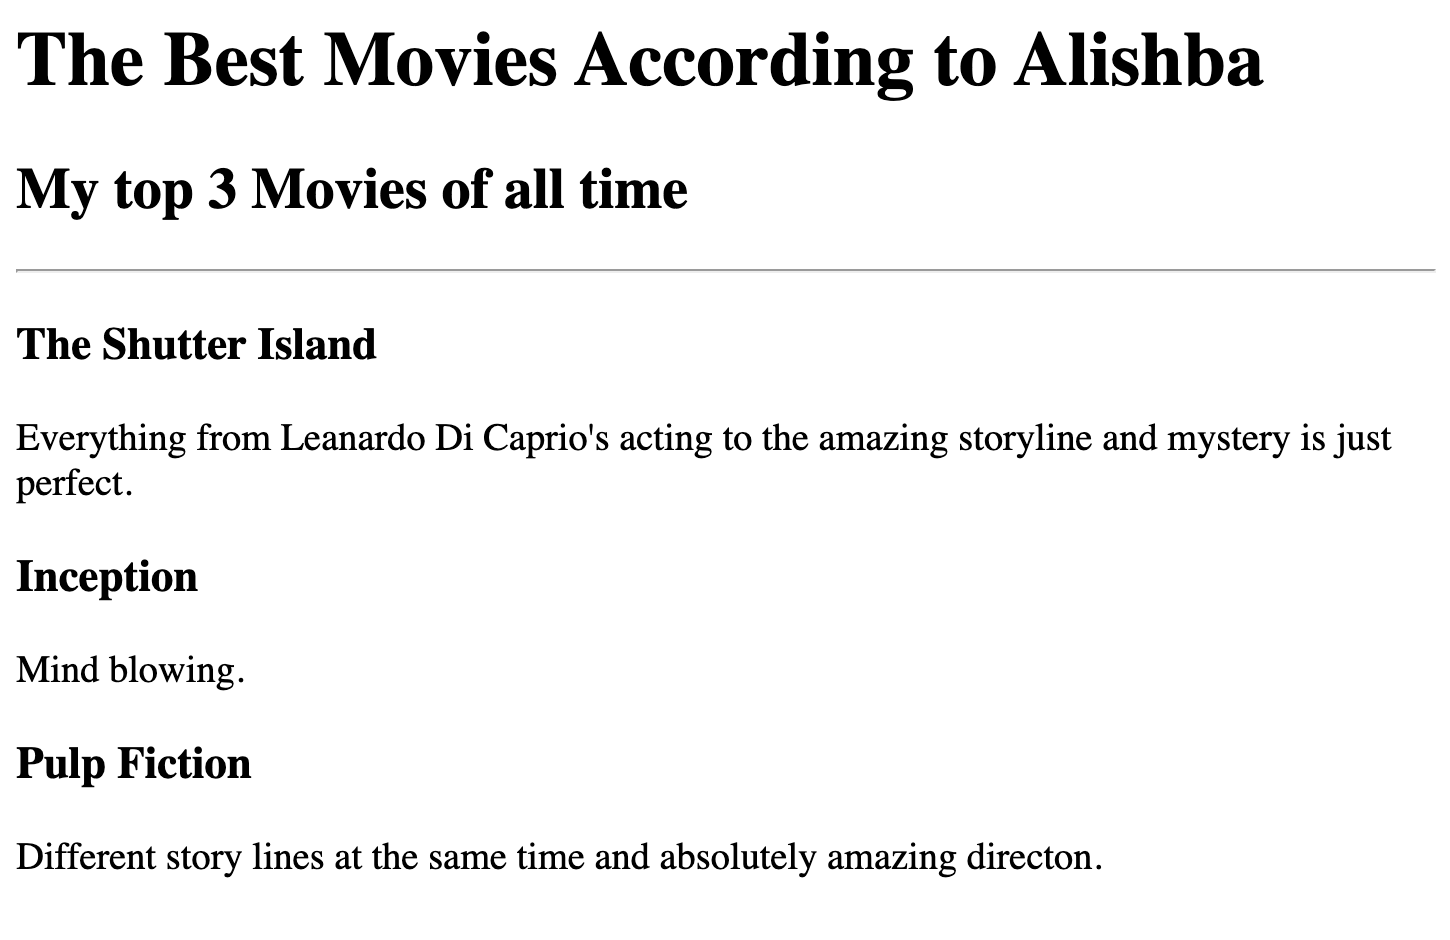 The Best Movies According to Alishba
My top 3 Movies of all time
The Shutter Island
Everything from Leanardo Di Caprio's acting to the amazing storyline and mystery is just
perfect.
Inception
Mind blowing.
Pulp Fiction
Different story lines at the same time and absolutely amazing directon.